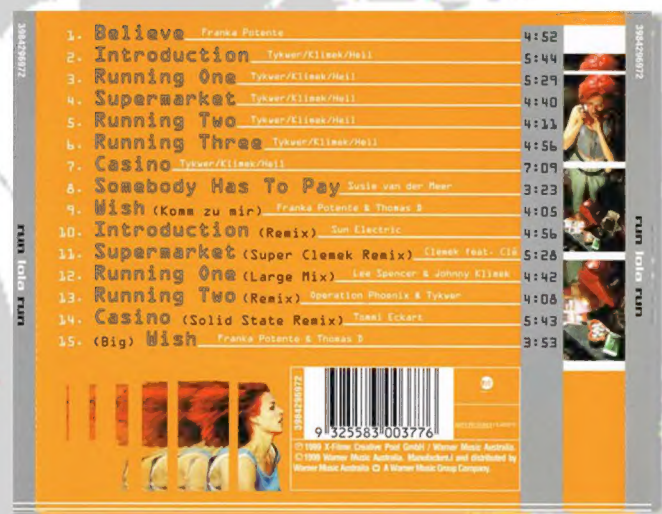 3984296972
run lola run
1. Believe Franka Potente 4:52
2. Introduction Tykwer/Klimek/Heil 5:44
3. Running One Tykwer/Klimek/Heil 5:29
4. Supermarket Tykwer/Klimek/Heil 4:40
5. Running Two Tykwer/Klimek/Heil 4:11
6. Running Three Tykwer/Klimek/Heil 4:56
7. Casino Tykwer/Klimek/Heil 7:09
8. Somebody Has To Pay Susie van der Meer 3:23
9. Wish (Komm zu mir) Franka Potente & Thomas D 4:05
10. Introduction (Remix) Sun Electric 4:56
11. Supermarket (Super Clemek Remix) Clemek feat. Clé 5:28
12. Running One (Large Mix) Lee Spencer & Johnny Klimek 4:42
13. Running Two (Remix) Operation Phoenix & Tykwer 4:08
14. Casino (Solid State Remix) Tommi Eckart 5:43
15. (Big) Wish Franka Potente & Thomas D 3:53
3984296972
9 325583 003776
℗ 1998 X-Filme Creative Pool GmbH / Warner Music Australia.
© 1999 Warner Music Australia. Manufactured and distributed by
Warner Music Australia A Warner Music Group Company.
3984296972
run lola run